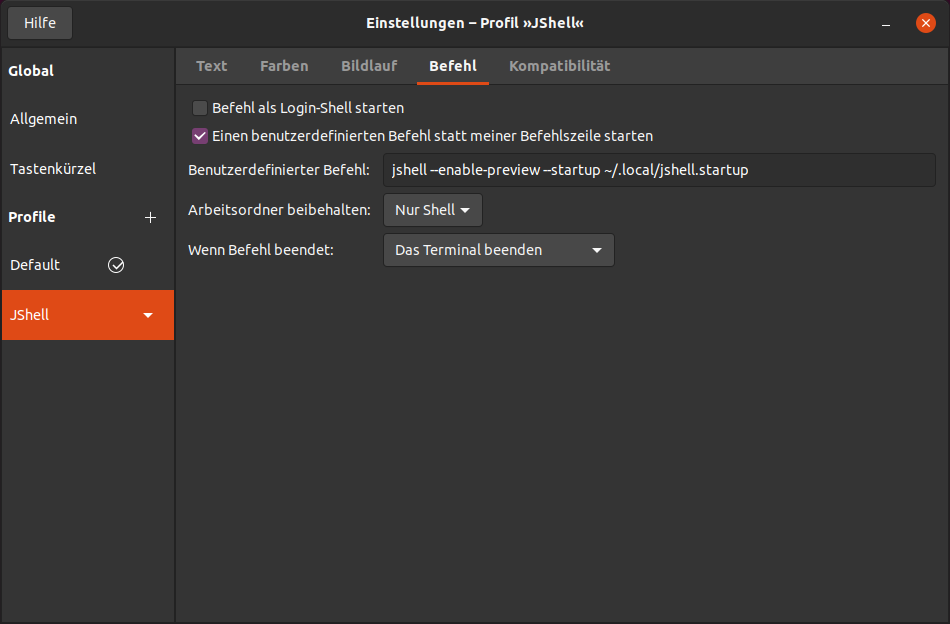 Hilfe
Einstellungen – Profil »JShell«
Global
Allgemein
Tastenkürzel
Profile
Default
JShell
Text Farben Bildlauf Befehl Kompatibilität
Befehl als Login-Shell starten
Einen benutzerdefinierten Befehl statt meiner Befehlszeile starten
Benutzerdefinierter Befehl: jshell --enable-preview --startup ~/.local/jshell.startup
Arbeitsordner beibehalten: Nur Shell
Wenn Befehl beendet: Das Terminal beenden